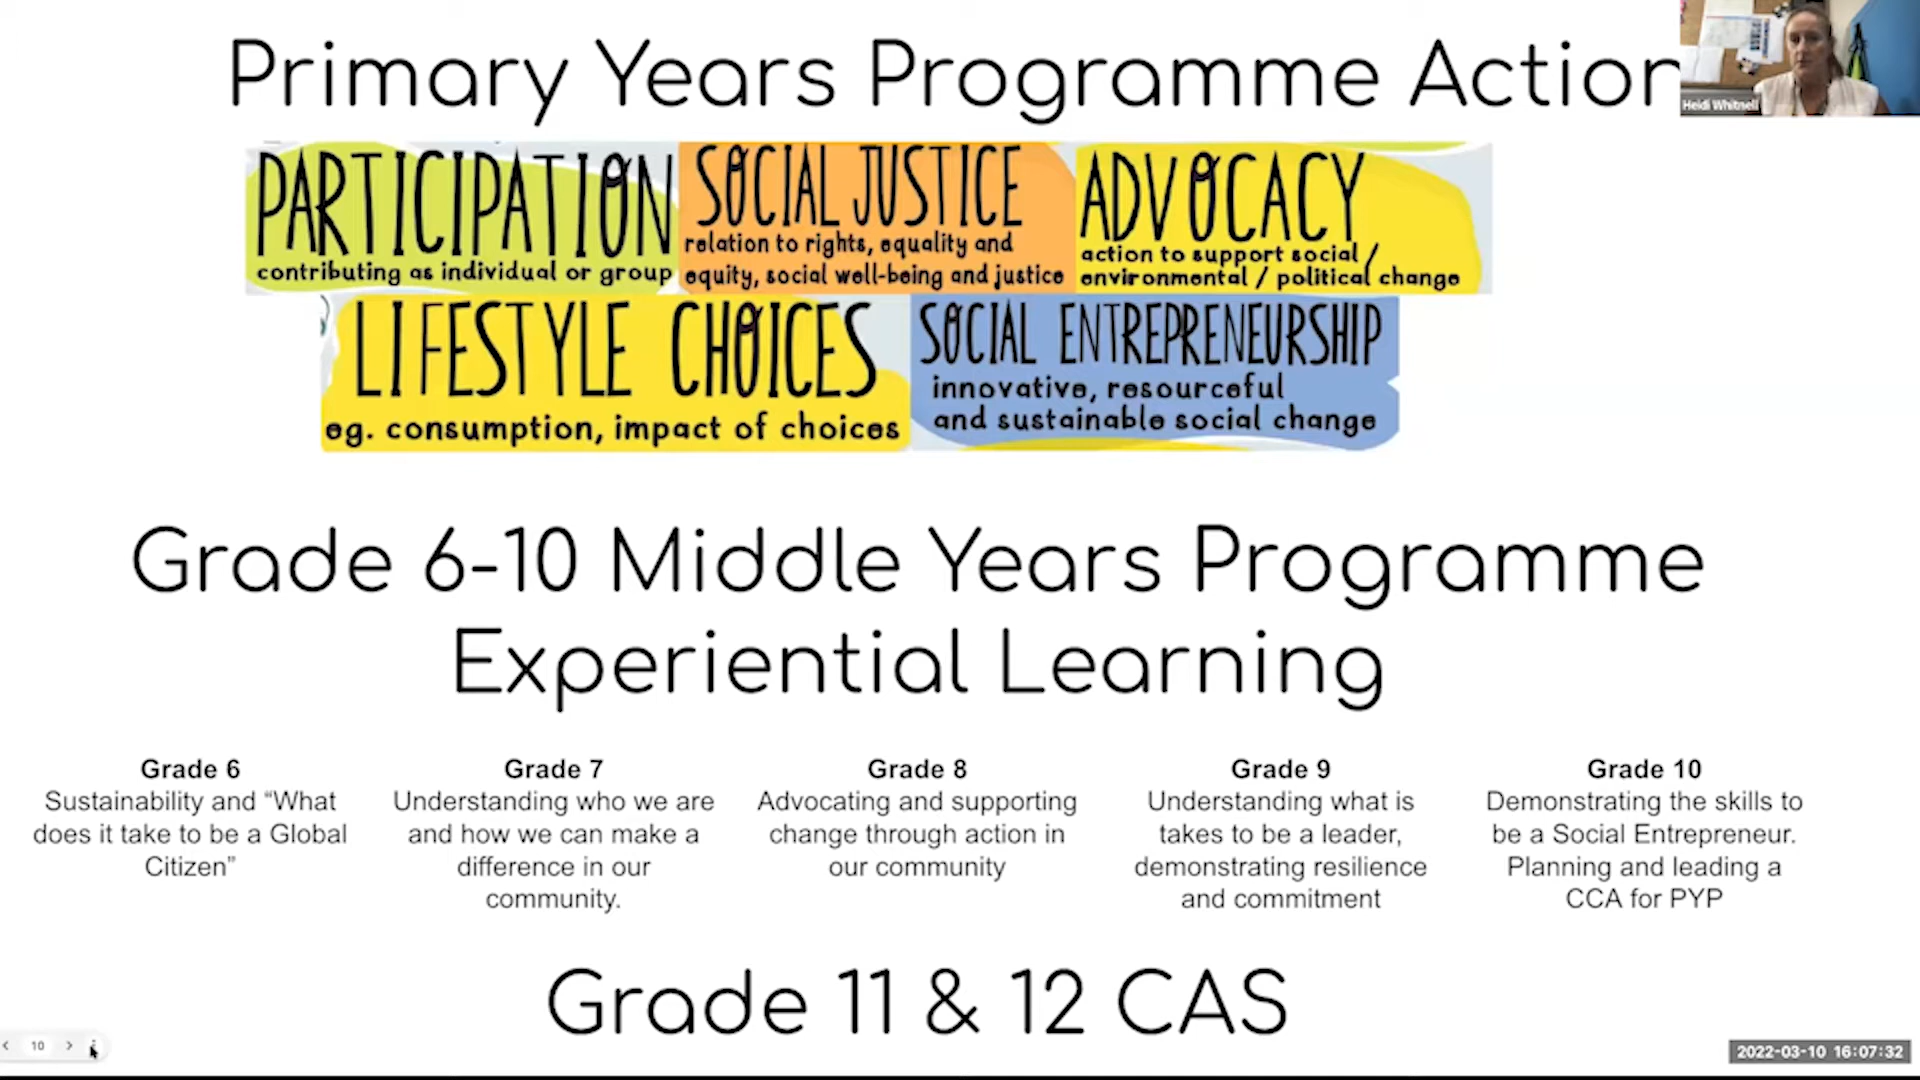 Primary Years Programme Action
Heidi Whitnell
PARTICIPATION
contributing as individual or group
SOCIAL JUSTICE
relation to rights, equality and
equity, social well-being and justice
ADVOCACY
action to support social /
environmental / political change
LIFESTYLE CHOICES
eg. consumption, impact of choices
SOCIAL ENTREPRENEURSHIP
innovative, resourceful
and sustainable social change
Grade 6-10 Middle Years Programme
Experiential Learning
Grade 6
Sustainability and “What
does it take to be a Global
Citizen”
Grade 7
Understanding who we are
and how we can make a
difference in our
community.
Grade 8
Advocating and supporting
change through action in
our community
Grade 9
Understanding what is
takes to be a leader,
demonstrating resilience
and commitment
Grade 10
Demonstrating the skills to
be a Social Entrepreneur.
Planning and leading a
CCA for PYP
Grade 11 & 12 CAS
10
2022-03-10 16:07:32